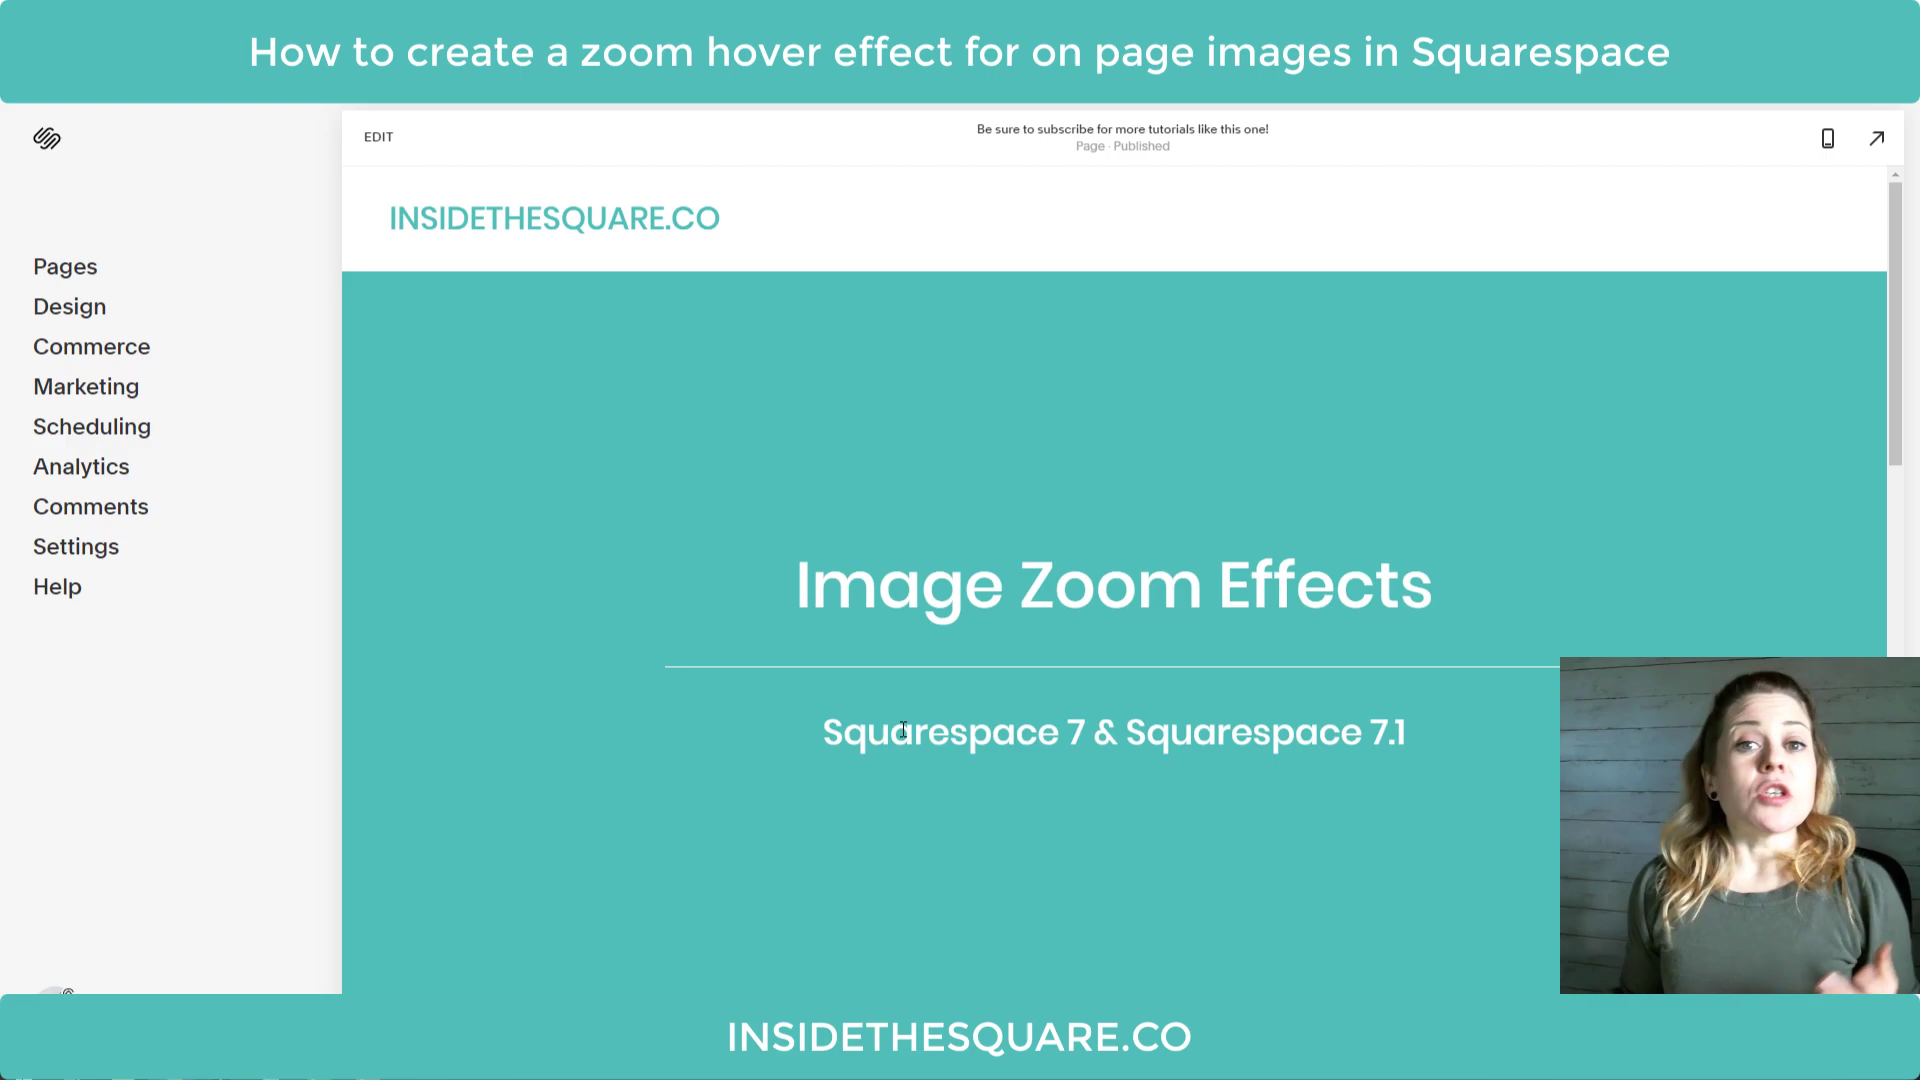 How to create a zoom hover effect for on page images in Squarespace
EDIT
Be sure to subscribe for more tutorials like this one!
Page · Published
INSIDETHESQUARE.CO
Pages
Design
Commerce
Marketing
Scheduling
Analytics
Comments
Settings
Help
Image Zoom Effects
Squarespace 7 & Squarespace 7.1
INSIDETHESQUARE.CO